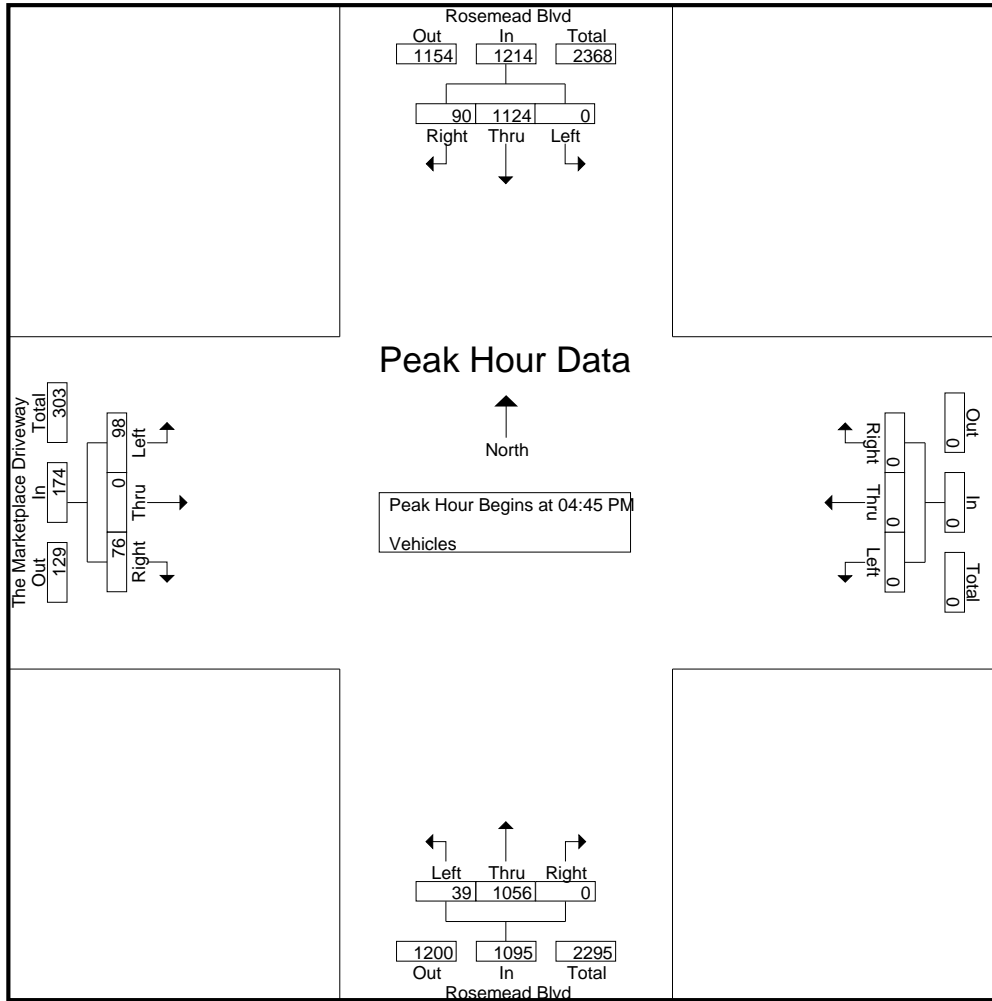 Rosemead Blvd
Out In Total
1154 1214 2368
90 1124 0
Right Thru Left
Peak Hour Data
North
Peak Hour Begins at 04:45 PM
Vehicles
The Marketplace Driveway
Out In Total
129 174 303
98 0 76
Left Thru Right
Out In Total
0 0 0
Right Thru Left
0 0 0
Left Thru Right
39 1056 0
1200 1095 2295
Out In Total
Rosemead Blvd